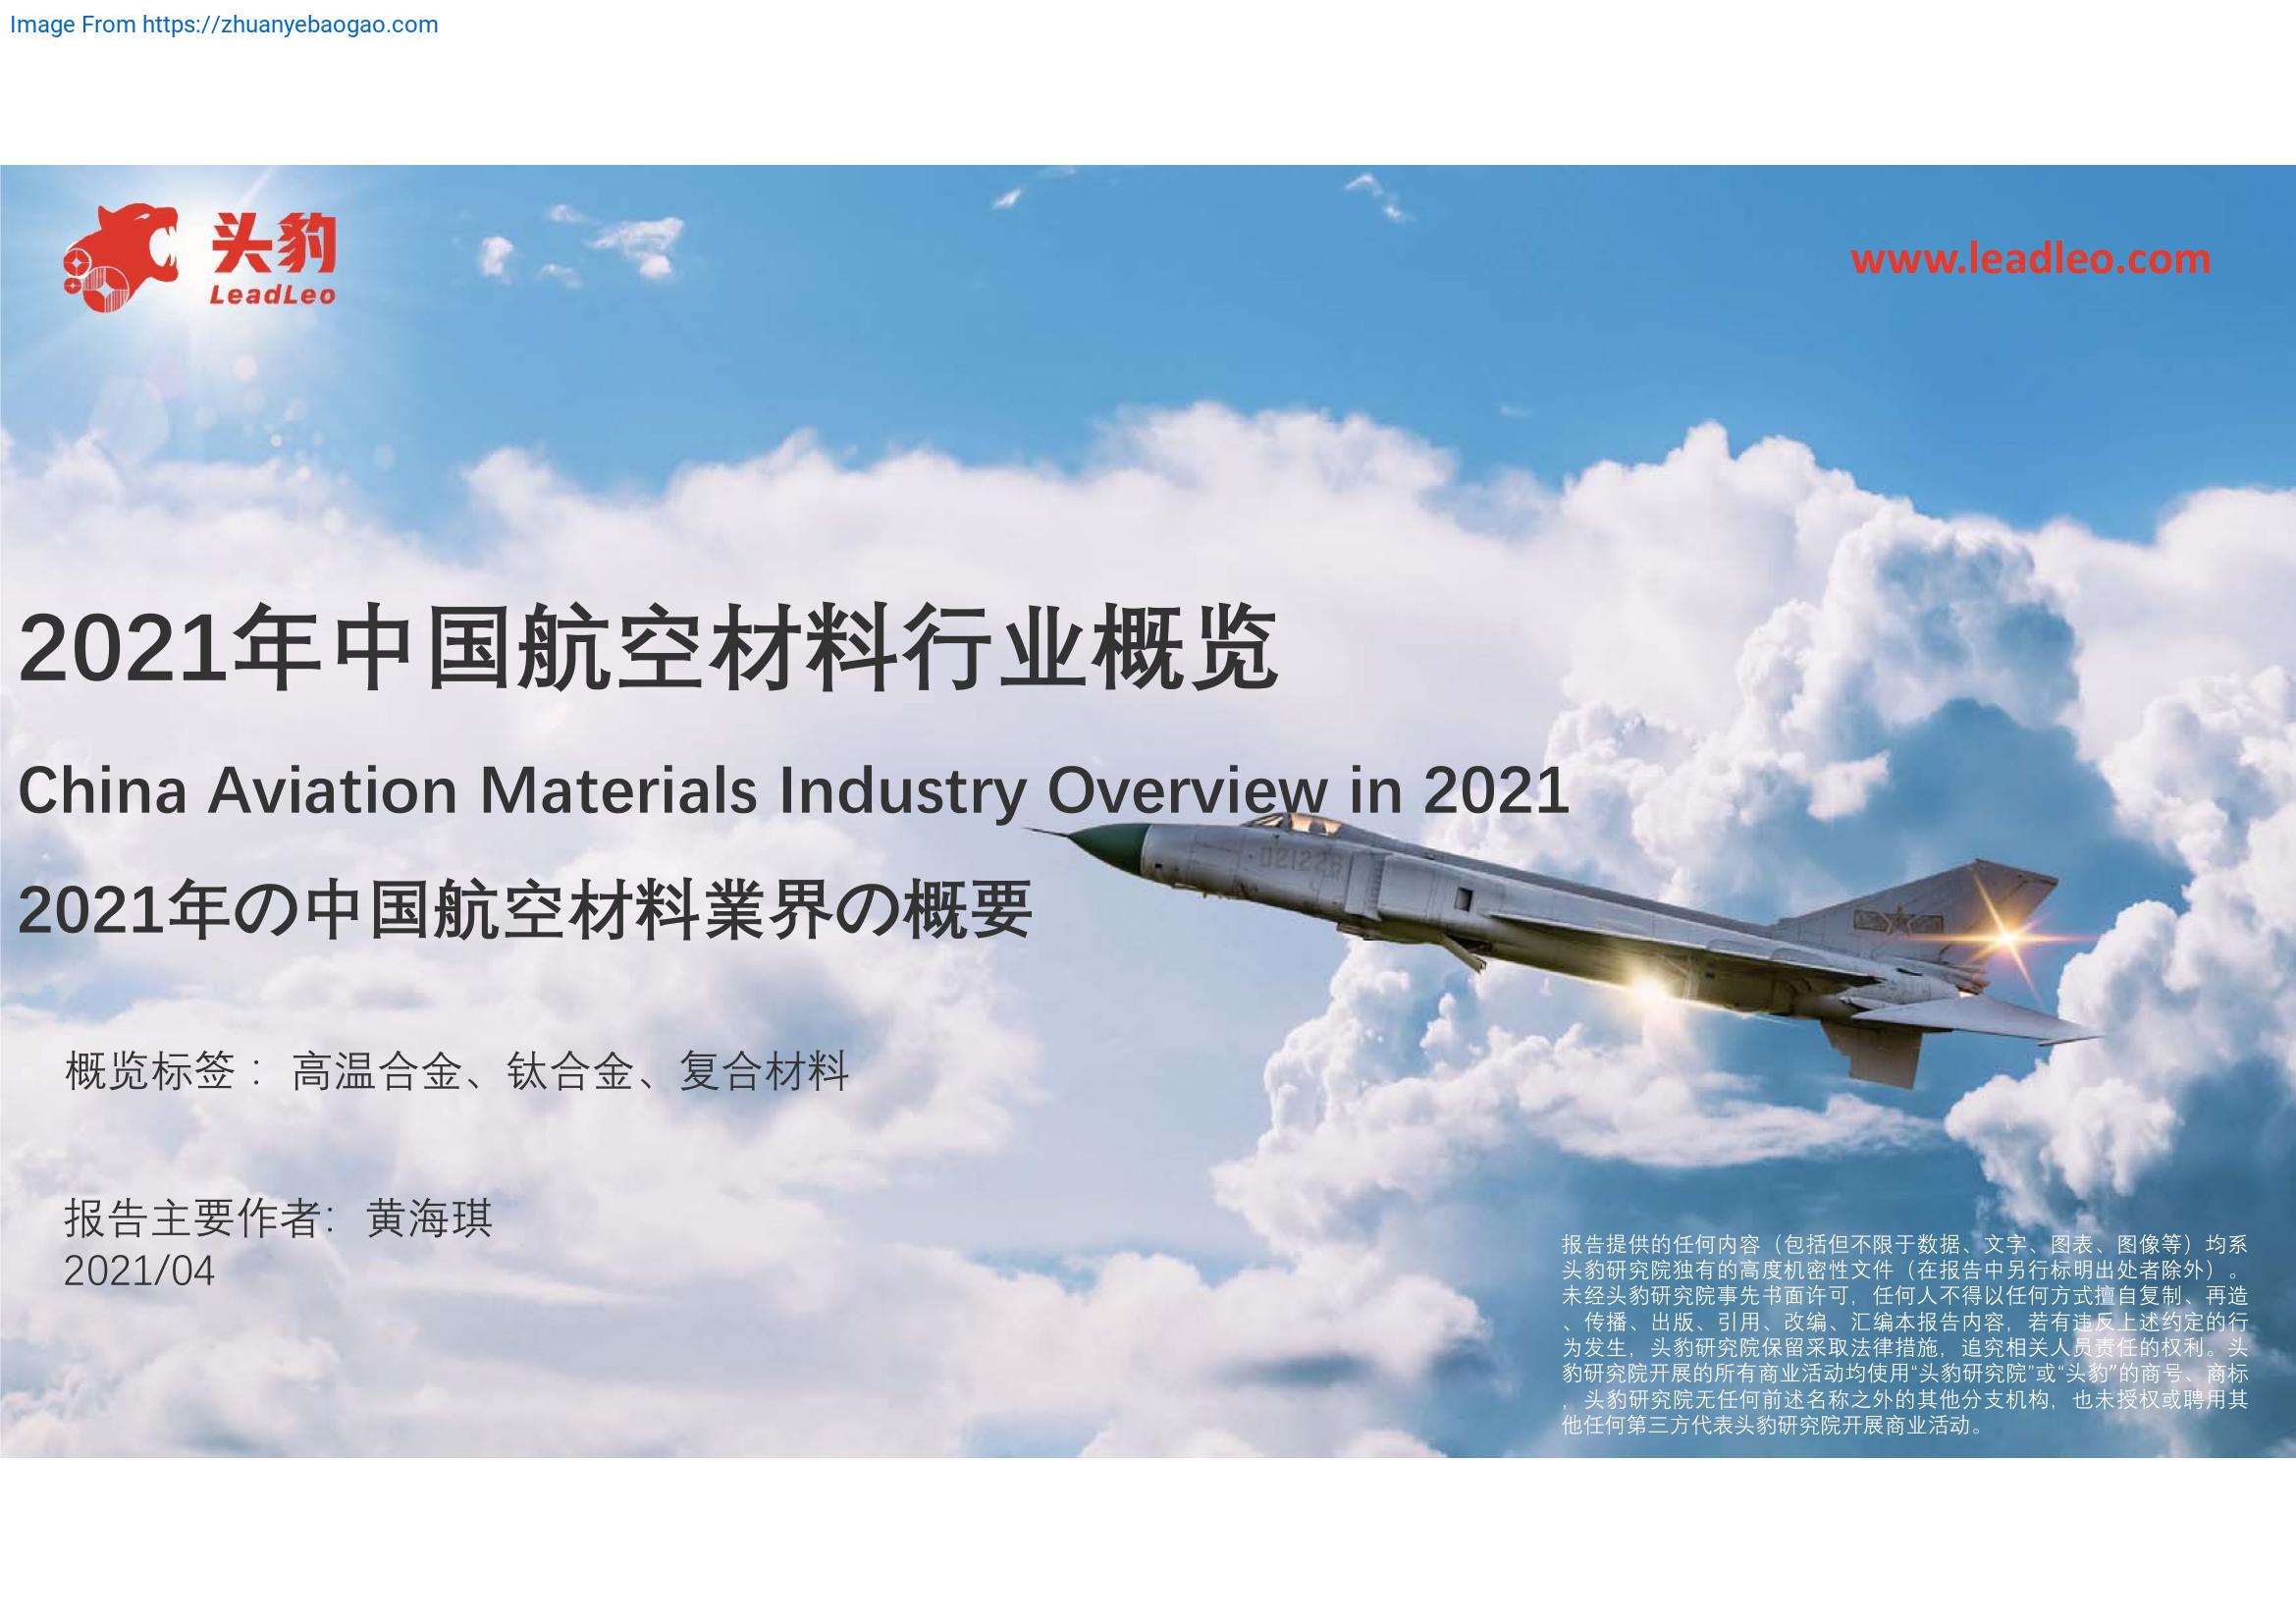 Image From https://zhuanyebaogao.com
头豹
LeadLeo
www.leadleo.com
2021年中国航空材料行业概览
China Aviation Materials Industry Overview in 2021
021226
2021年の中国航空材料業界の概要
概览标签： 高温合金、钛合金、复合材料
报告主要作者：黄海琪
2021/04
报告提供的任何内容（包括但不限于数据、文字、图表、图像等）均系
头豹研究院独有的高度机密性文件（在报告中另行标明出处者除外）。
未经头豹研究院事先书面许可，任何人不得以任何方式擅自复制、再造
、传播、出版、引用、改编、汇编本报告内容，若有违反上述约定的行
为发生，头豹研究院保留采取法律措施，追究相关人员责任的权利。头
豹研究院开展的所有商业活动均使用“头豹研究院”或“头豹”的商号、商标
，头豹研究院无任何前述名称之外的其他分支机构，也未授权或聘用其
他任何第三方代表头豹研究院开展商业活动。